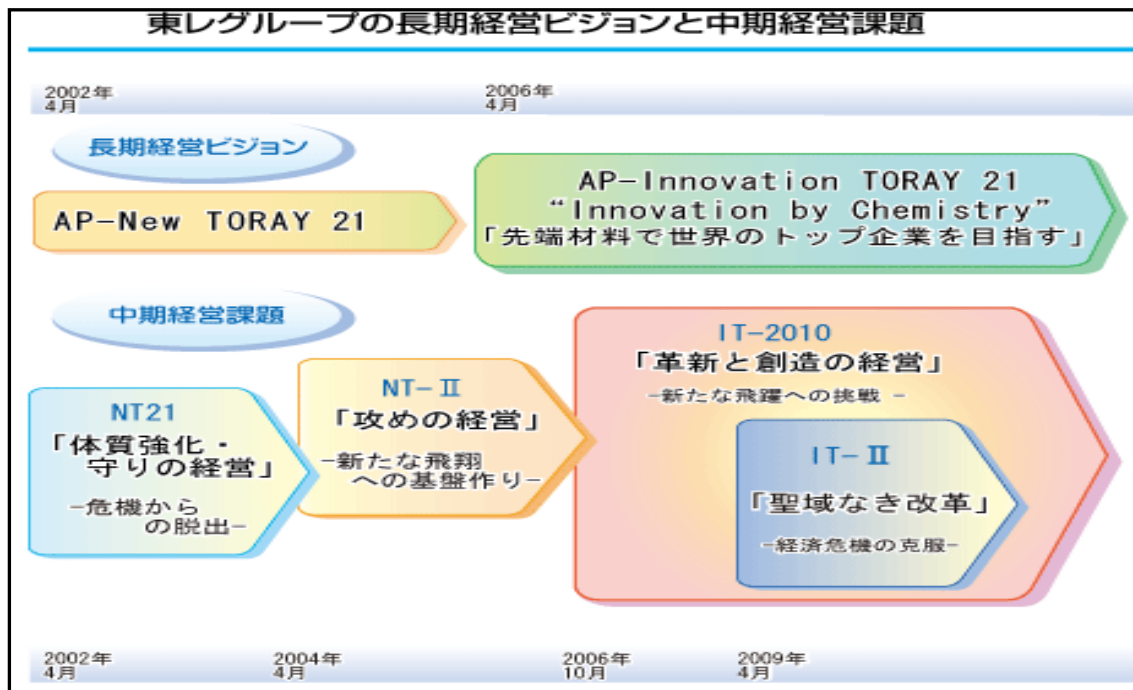 東レグループの長期経営ビジョンと中期経営課題
2002年
4月
2006年
4月
長期経営ビジョン
AP-New TORAY 21
AP-Innovation TORAY 21
“Innovation by Chemistry”
「先端材料で世界のトップ企業を目指す」
中期経営課題
NT21
「体質強化・
守りの経営」
-危機から
の脱出-
NT-Ⅱ
「攻めの経営」
-新たな飛翔
への基盤作り-
IT-2010
「革新と創造の経営」
-新たな飛躍への挑戦 -
IT-Ⅱ
「聖域なき改革」
-経済危機の克服-
2002年
4月
2004年
4月
2006年
10月
2009年
4月